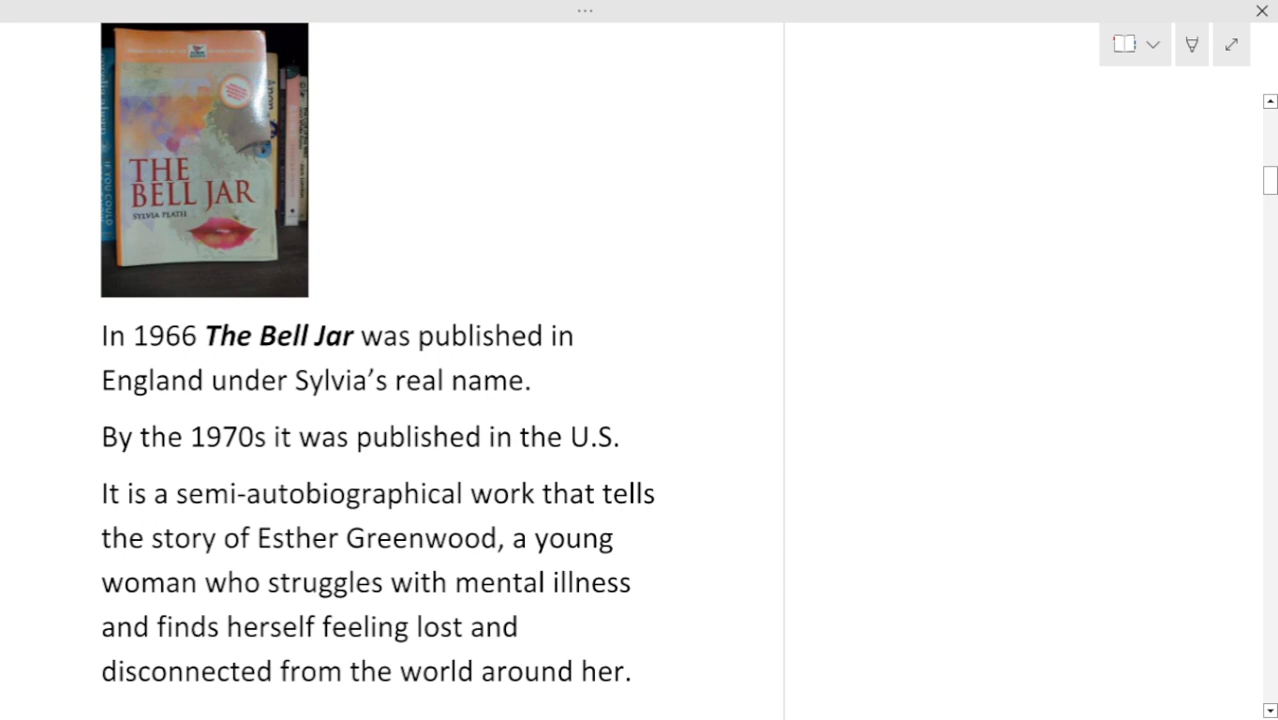 THE
BELL JAR
SYLVIA PLATH
In 1966 The Bell Jar was published in
England under Sylvia’s real name.
By the 1970s it was published in the U.S.
It is a semi-autobiographical work that tells
the story of Esther Greenwood, a young
woman who struggles with mental illness
and finds herself feeling lost and
disconnected from the world around her.